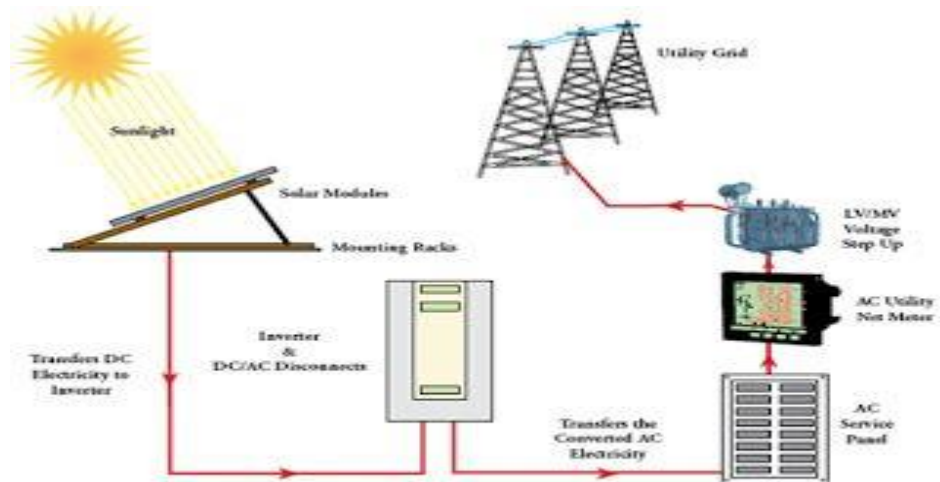 Utility Grid
Sunlight
Solar Modules
Mounting Racks
LV/MV
Voltage
Step Up
AC Utility
Net Meter
Inverter
&
DC/AC Disconnects
Transfers DC
Electricity to
Inverter
Transfers the
Converted AC
Electricity
AC
Service
Panel